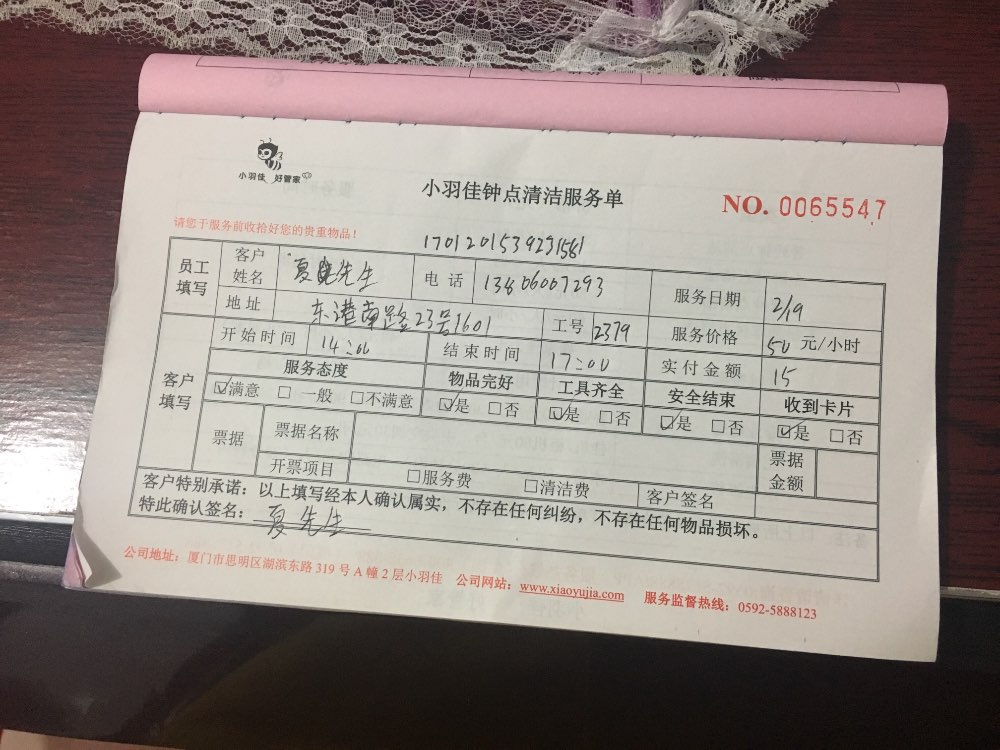 小羽佳 好管家
小羽佳钟点清洁服务单
NO. 0065547
请您于服务前收拾好您的贵重物品!
员工填写 客户姓名 夏 先生 电话 13606007293 服务日期 2/19
地址 东港南路23号1601 工号 2379 服务价格 50 元/小时
客户填写 开始时间 14:00 结束时间 17:00 实付金额 15
服务态度 物品完好 工具齐全 安全结束 收到卡片
☑满意 □一般 □不满意 ☑是 □否 ☑是 □否 ☑是 □否 ☑是 □否
票据 票据名称 票据金额
开票项目 □服务费 □清洁费 客户签名
客户特别承诺:以上填写经本人确认属实,不存在任何纠纷,不存在任何物品损坏。
特此确认签名:夏先生
公司地址:厦门市思明区湖滨东路 319 号 A 幢 2 层小羽佳 公司网站:www.xiaoyujia.com 服务监督热线:0592-5888123